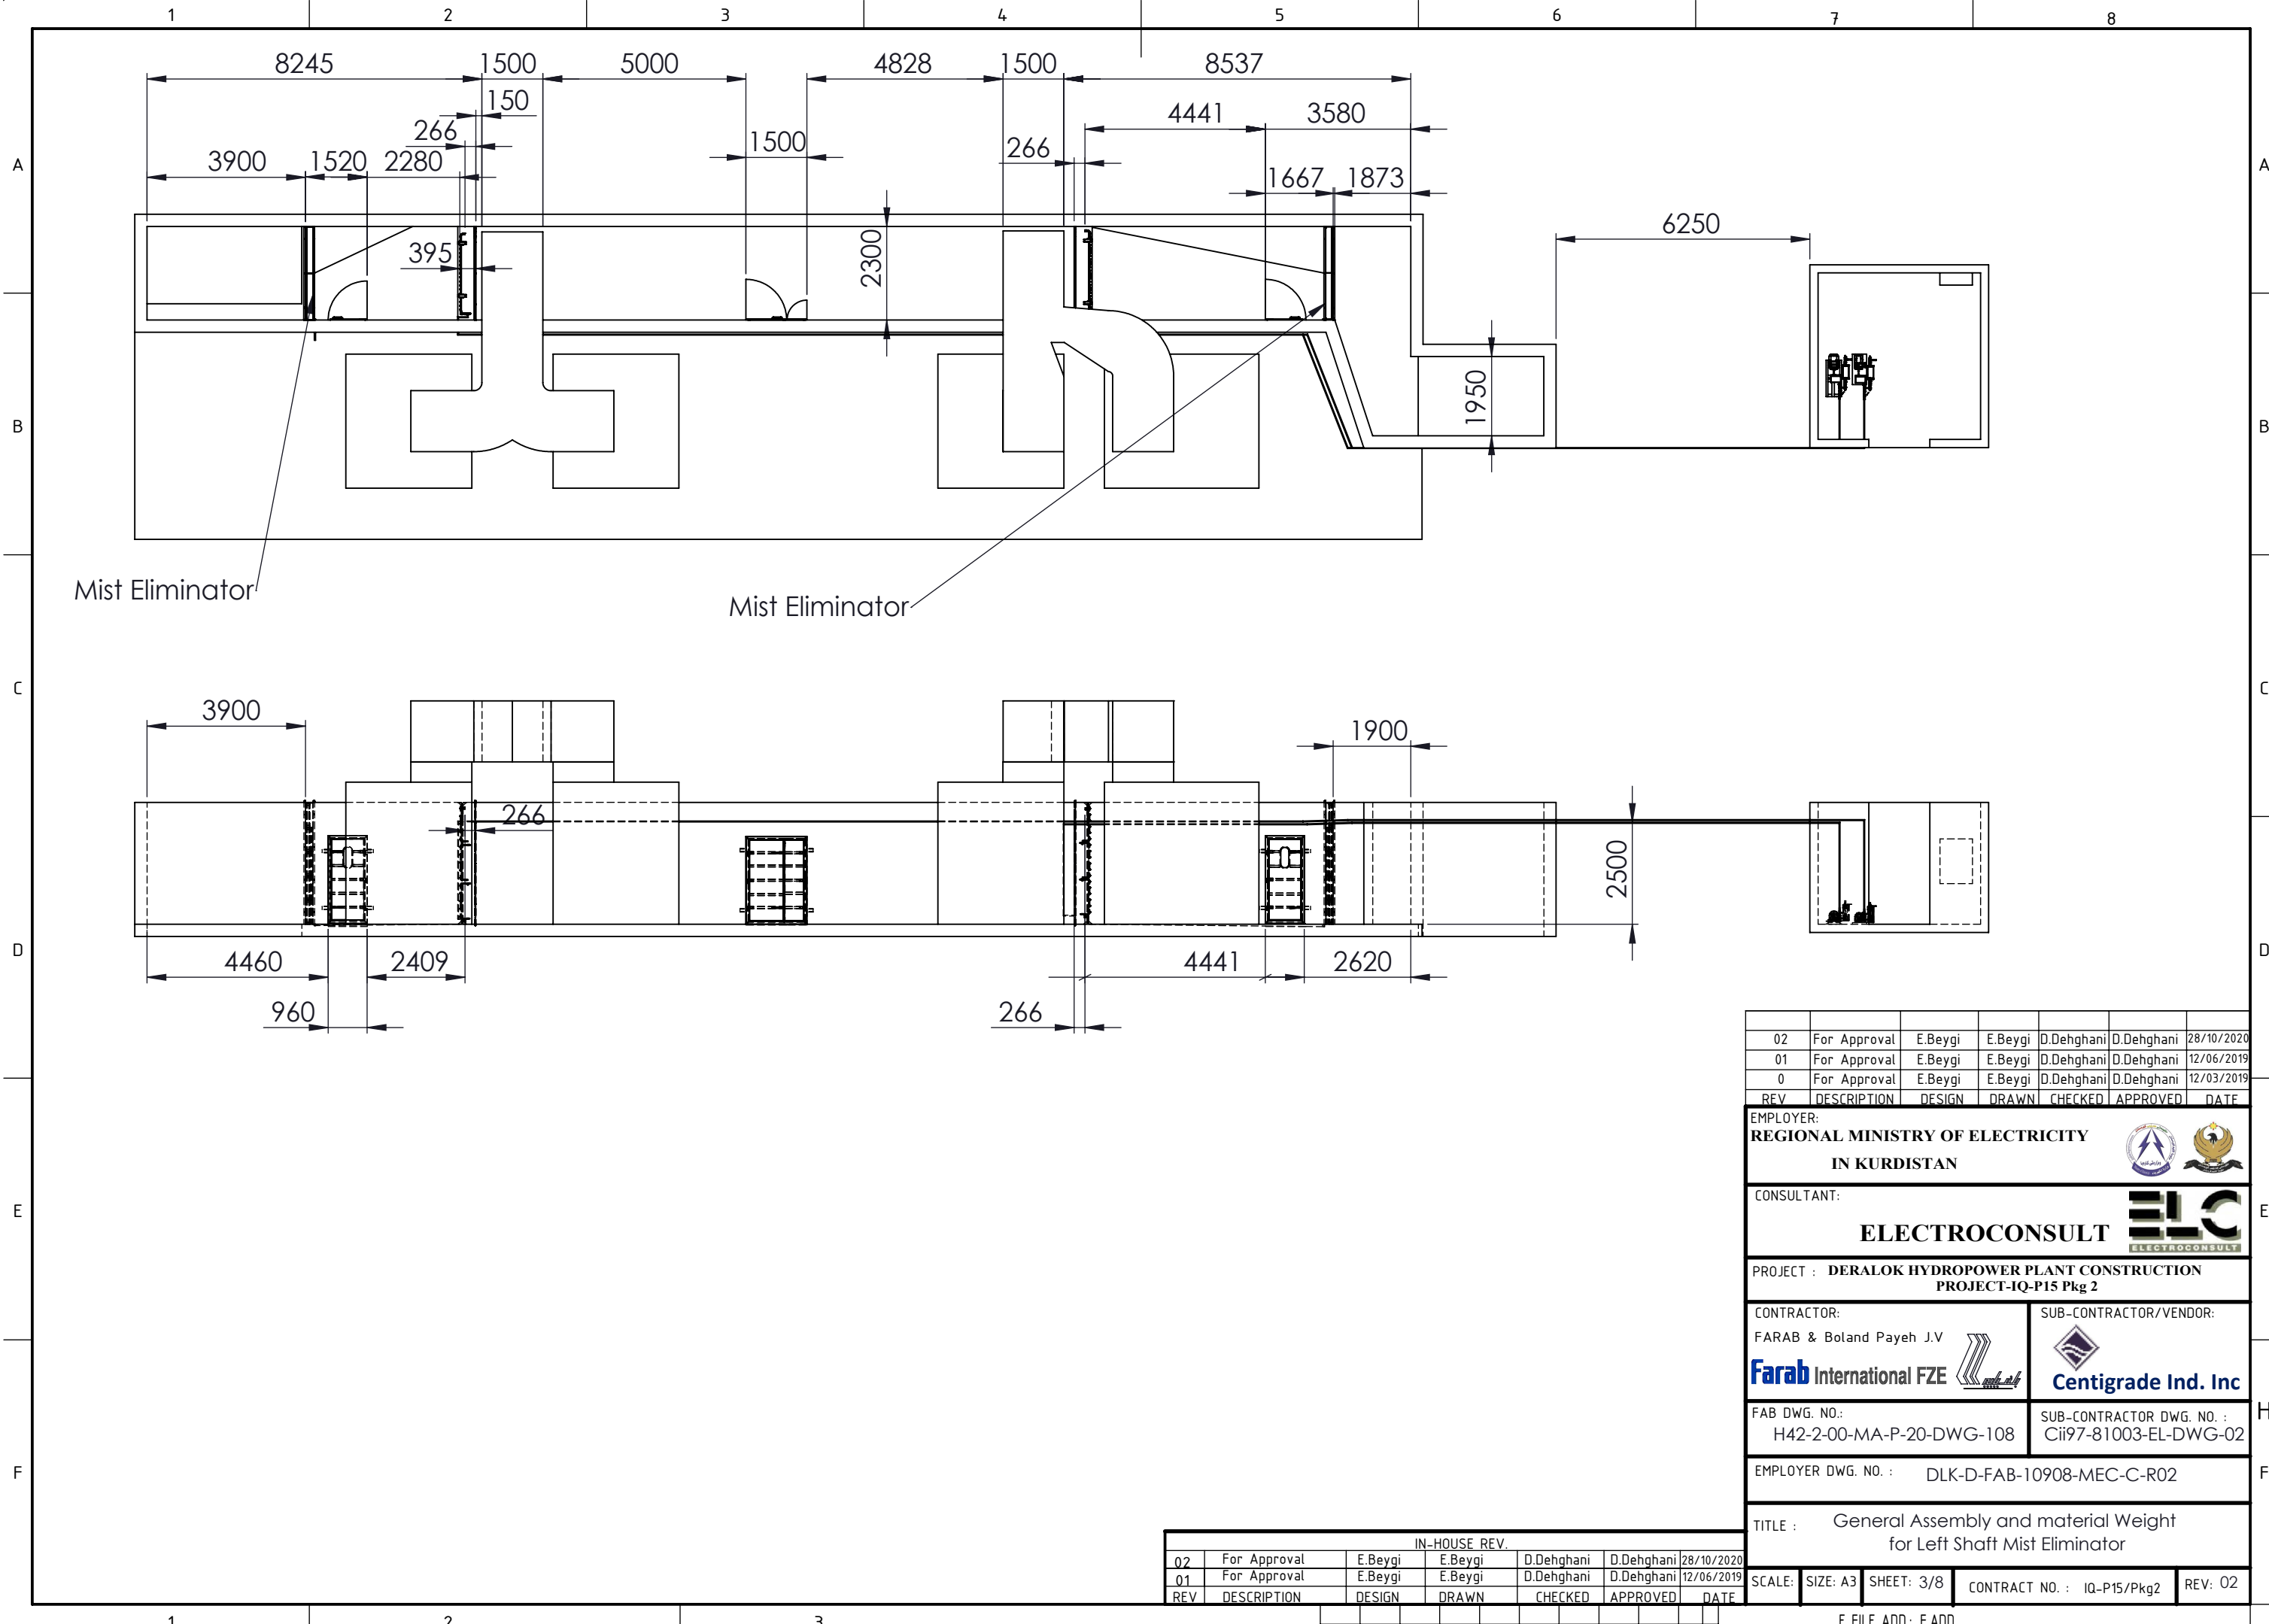 1 2 3 4 5 6 7 8
8245 1500 5000 4828 1500 8537
150
4441 3580
266
1500
266
3900 1520 2280
1667 1873
A A
6250
395
2300
1950
B B
Mist Eliminator
Mist Eliminator
C C
3900
1900
266
2500
D D
4460 2409
4441 2620
960
266
02 For Approval E.Beygi E.Beygi D.Dehghani D.Dehghani 28/10/2020
01 For Approval E.Beygi E.Beygi D.Dehghani D.Dehghani 12/06/2019
0 For Approval E.Beygi E.Beygi D.Dehghani D.Dehghani 12/03/2019
REV DESCRIPTION DESIGN DRAWN CHECKED APPROVED DATE
EMPLOYER:
REGIONAL MINISTRY OF ELECTRICITY
IN KURDISTAN
E E
CONSULTANT:
ELECTROCONSULT
ELC
ELECTROCONSULT
PROJECT : DERALOK HYDROPOWER PLANT CONSTRUCTION
PROJECT-IQ-P15 Pkg 2
CONTRACTOR:
FARAB & Boland Payeh J.V
Farab International FZE
SUB-CONTRACTOR/VENDOR:
Centigrade Ind. Inc
H
FAB DWG. NO.:
H42-2-00-MA-P-20-DWG-108
SUB-CONTRACTOR DWG. NO. :
Cii97-81003-EL-DWG-02
F F
EMPLOYER DWG. NO. : DLK-D-FAB-10908-MEC-C-R02
TITLE : General Assembly and material Weight
for Left Shaft Mist Eliminator
SCALE: SIZE: A3 SHEET: 3/8 CONTRACT NO. : IQ-P15/Pkg2 REV: 02
IN-HOUSE REV.
02 For Approval E.Beygi E.Beygi D.Dehghani D.Dehghani 28/10/2020
01 For Approval E.Beygi E.Beygi D.Dehghani D.Dehghani 12/06/2019
REV DESCRIPTION DESIGN DRAWN CHECKED APPROVED DATE
1 2 3